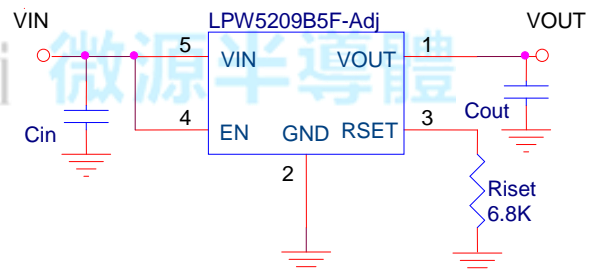 LPW5209B5F-Adj
VIN
VOUT
微源半導體
5
VIN
VOUT
1
Cin
4
EN
GND
RSET
3
Cout
2
Riset
6.8K